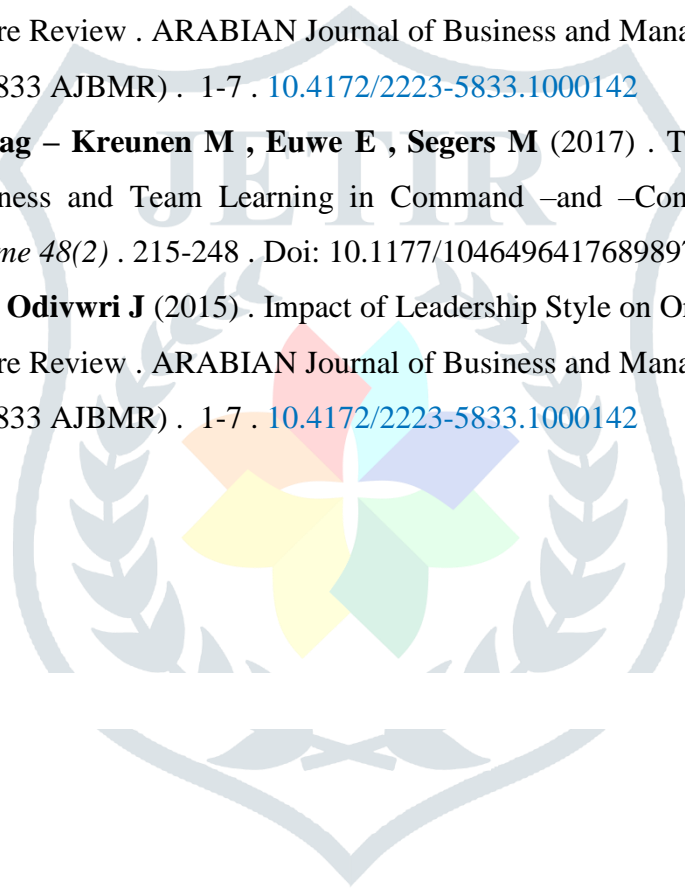 re Review . ARABIAN Journal of Business and Mana
833 AJBMR) . 1-7 . 10.4172/2223-5833.1000142
ag – Kreunen M , Euwe E , Segers M (2017) . T
ness and Team Learning in Command –and –Con
me 48(2) . 215-248 . Doi: 10.1177/104649641768989
JETIR
Odivwri J (2015) . Impact of Leadership Style on Or
re Review . ARABIAN Journal of Business and Mana
833 AJBMR) . 1-7 . 10.4172/2223-5833.1000142